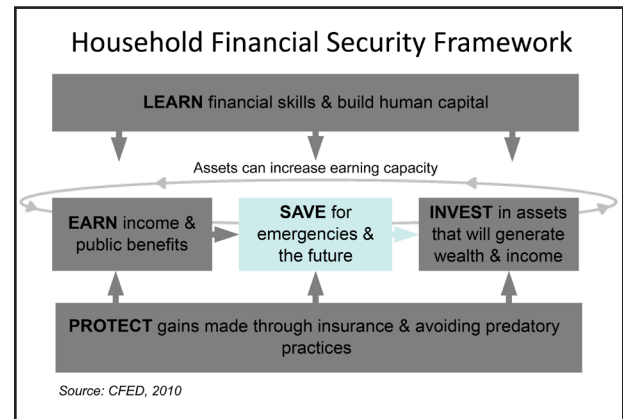 Household Financial Security Framework
LEARN financial skills & build human capital
Assets can increase earning capacity
EARN income &
public benefits
SAVE for
emergencies &
the future
INVEST in assets
that will generate
wealth & income
PROTECT gains made through insurance & avoiding predatory
practices
Source: CFED, 2010